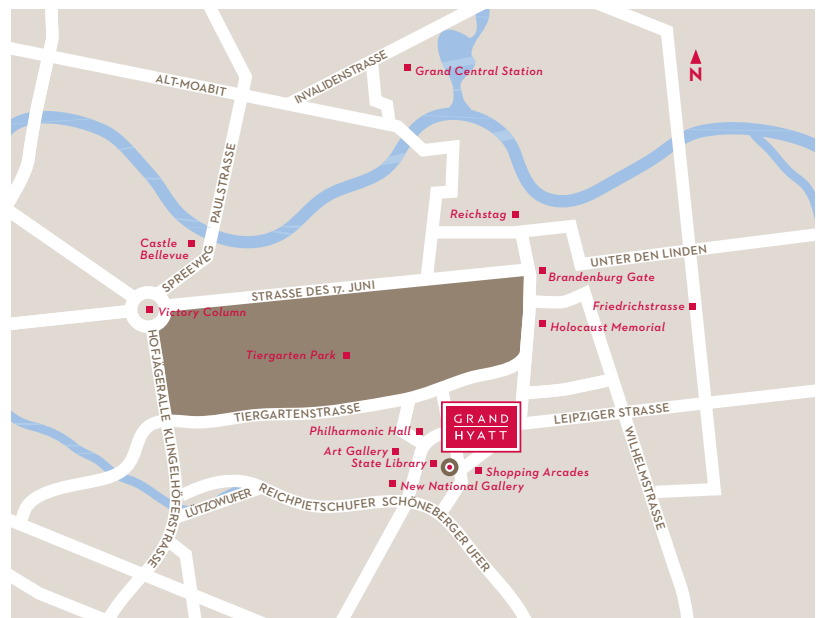 Grand Central Station
N
INVALIDENSTRASSE
ALT-MOABIT
PAULSTRASSE
Reichstag
Castle
Bellevue
SPREEWEG
UNTER DEN LINDEN
Brandenburg Gate
STRASSE DES 17. JUNI
Friedrichstrasse
Victory Column
Holocaust Memorial
HOFJÄGERALLE
Tiergarten Park
TIERGARTENSTRASSE
GRAND
HYATT
LEIPZIGER STRASSE
Philharmonic Hall
Art Gallery
State Library
Shopping Arcades
New National Gallery
KLINGELHÖFERSTRASSE
WILHELMSTRASSE
LÜTZOWUFER
REICHPIETSCHUFER
SCHÖNEBERGER UFER